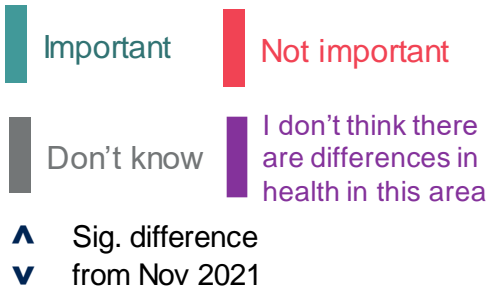 Important
Not important
Don't know
I don't think there
are differences in
health in this area
ʌ Sig. difference
v from Nov 2021